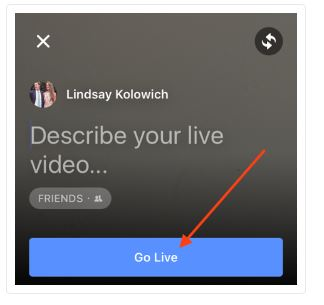 Lindsay Kolowich
Describe your live
video...
FRIENDS ·
Go Live